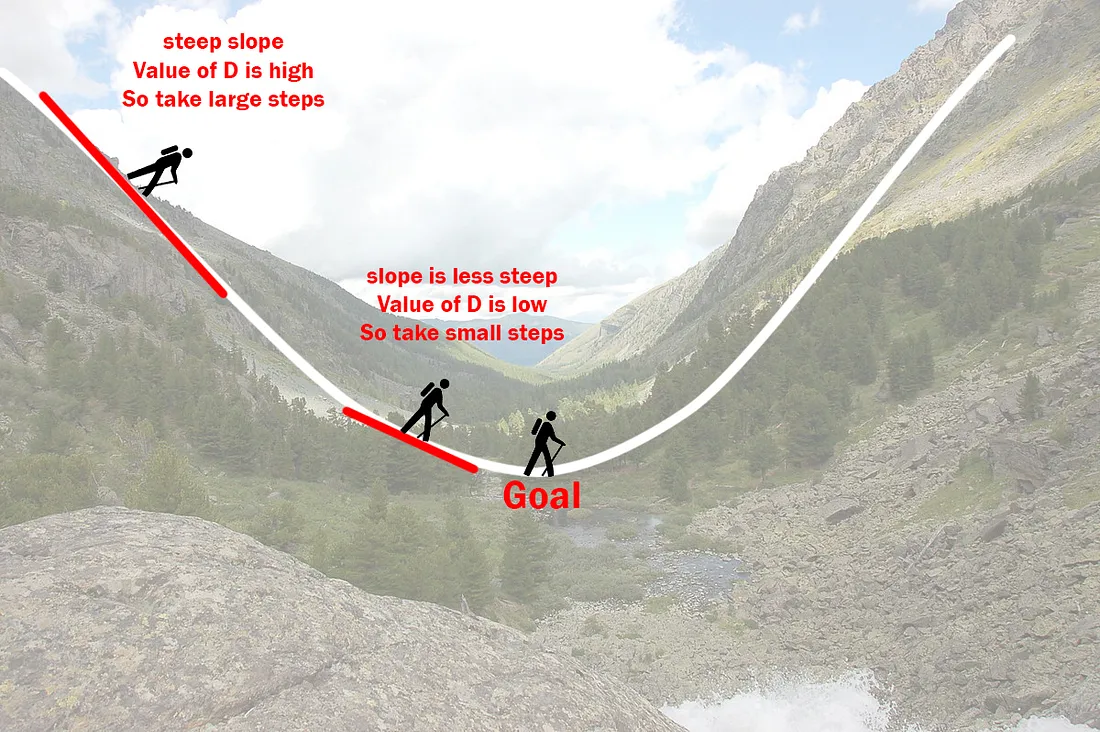 steep slope
Value of D is high
So take large steps
slope is less steep
Value of D is low
So take small steps
Goal